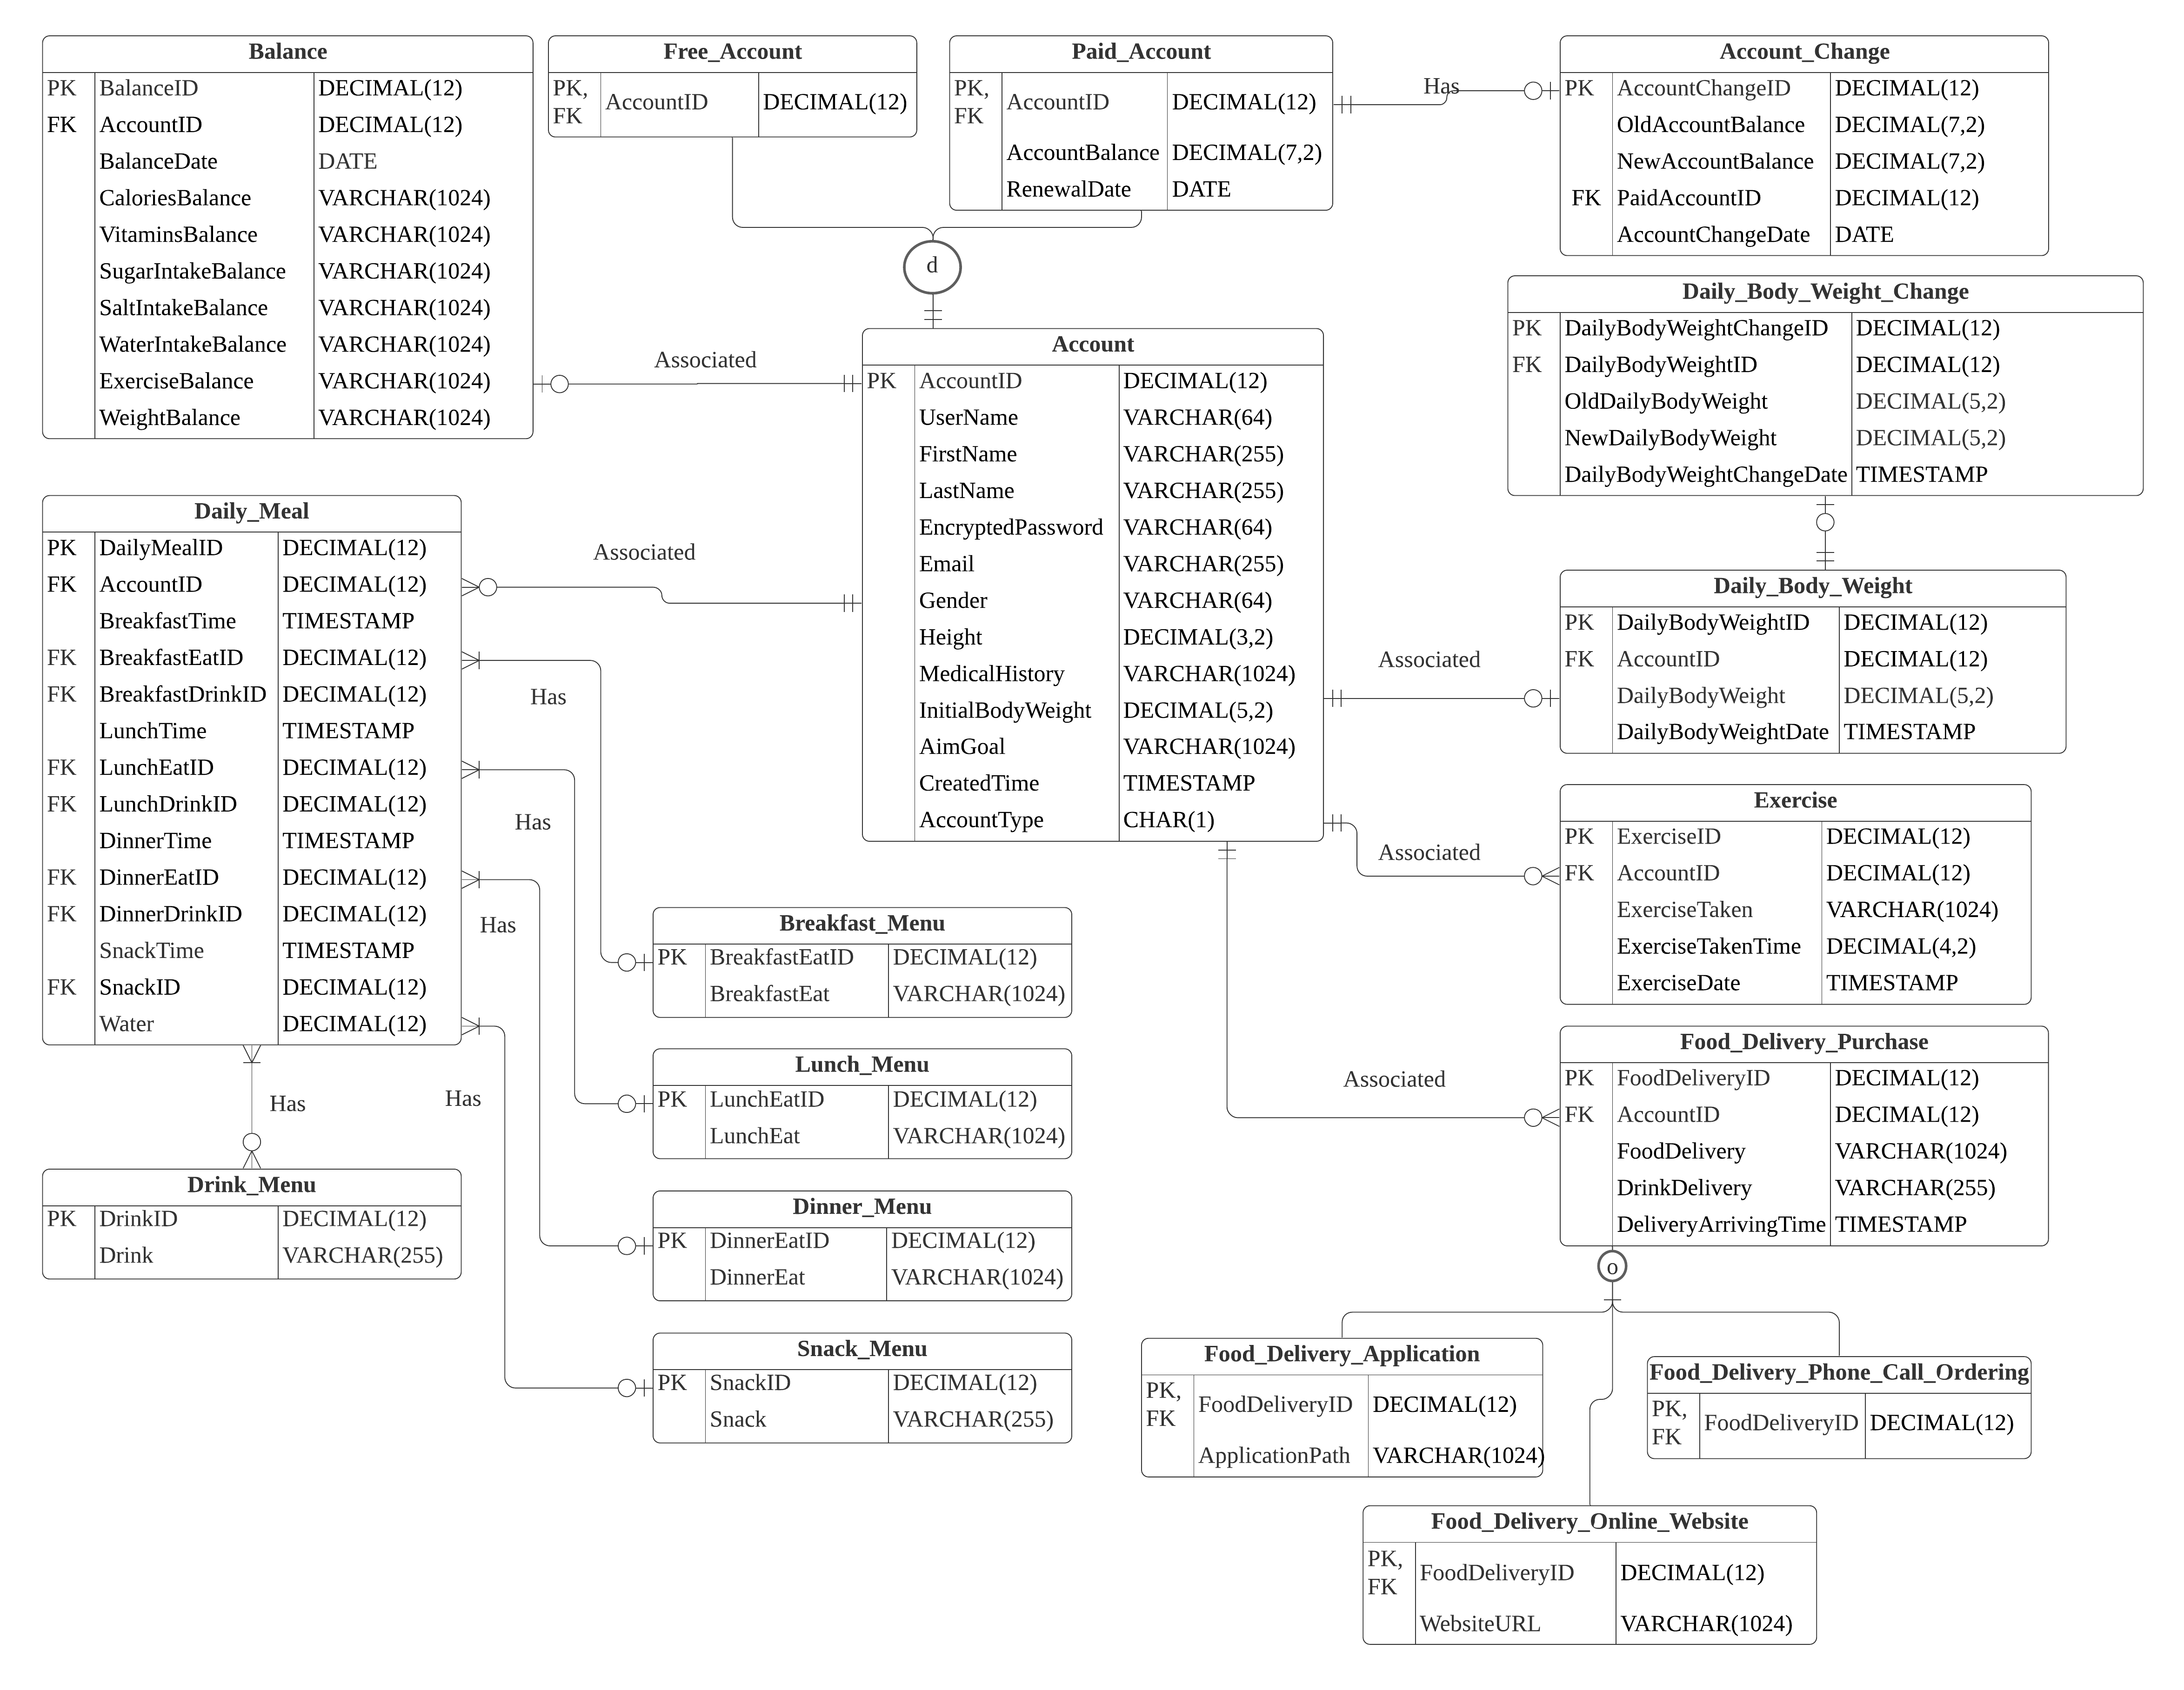 Balance
PK BalanceID DECIMAL(12)
FK AccountID DECIMAL(12)
BalanceDate DATE
CaloriesBalance VARCHAR(1024)
VitaminsBalance VARCHAR(1024)
SugarIntakeBalance VARCHAR(1024)
SaltIntakeBalance VARCHAR(1024)
WaterIntakeBalance VARCHAR(1024)
ExerciseBalance VARCHAR(1024)
WeightBalance VARCHAR(1024)
Free_Account
PK,
FK AccountID DECIMAL(12)
Paid_Account
PK,
FK AccountID DECIMAL(12)
AccountBalance DECIMAL(7,2)
RenewalDate DATE
Has
Account_Change
PK AccountChangeID DECIMAL(12)
OldAccountBalance DECIMAL(7,2)
NewAccountBalance DECIMAL(7,2)
FK PaidAccountID DECIMAL(12)
AccountChangeDate DATE
d
Associated
Account
PK AccountID DECIMAL(12)
UserName VARCHAR(64)
FirstName VARCHAR(255)
LastName VARCHAR(255)
EncryptedPassword VARCHAR(64)
Email VARCHAR(255)
Gender VARCHAR(64)
Height DECIMAL(3,2)
MedicalHistory VARCHAR(1024)
InitialBodyWeight DECIMAL(5,2)
AimGoal VARCHAR(1024)
CreatedTime TIMESTAMP
AccountType CHAR(1)
Daily_Body_Weight_Change
PK DailyBodyWeightChangeID DECIMAL(12)
FK DailyBodyWeightID DECIMAL(12)
OldDailyBodyWeight DECIMAL(5,2)
NewDailyBodyWeight DECIMAL(5,2)
DailyBodyWeightChangeDate TIMESTAMP
Daily_Meal
PK DailyMealID DECIMAL(12)
FK AccountID DECIMAL(12)
BreakfastTime TIMESTAMP
FK BreakfastEatID DECIMAL(12)
FK BreakfastDrinkID DECIMAL(12)
LunchTime TIMESTAMP
FK LunchEatID DECIMAL(12)
FK LunchDrinkID DECIMAL(12)
DinnerTime TIMESTAMP
FK DinnerEatID DECIMAL(12)
FK DinnerDrinkID DECIMAL(12)
SnackTime TIMESTAMP
FK SnackID DECIMAL(12)
Water DECIMAL(12)
Associated
Has
Has
Has
Has
Has
Associated
Daily_Body_Weight
PK DailyBodyWeightID DECIMAL(12)
FK AccountID DECIMAL(12)
DailyBodyWeight DECIMAL(5,2)
DailyBodyWeightDate TIMESTAMP
Associated
Exercise
PK ExerciseID DECIMAL(12)
FK AccountID DECIMAL(12)
ExerciseTaken VARCHAR(1024)
ExerciseTakenTime DECIMAL(4,2)
ExerciseDate TIMESTAMP
Breakfast_Menu
PK BreakfastEatID DECIMAL(12)
BreakfastEat VARCHAR(1024)
Lunch_Menu
PK LunchEatID DECIMAL(12)
LunchEat VARCHAR(1024)
Dinner_Menu
PK DinnerEatID DECIMAL(12)
DinnerEat VARCHAR(1024)
Snack_Menu
PK SnackID DECIMAL(12)
Snack VARCHAR(255)
Drink_Menu
PK DrinkID DECIMAL(12)
Drink VARCHAR(255)
Associated
Food_Delivery_Purchase
PK FoodDeliveryID DECIMAL(12)
FK AccountID DECIMAL(12)
FoodDelivery VARCHAR(1024)
DrinkDelivery VARCHAR(255)
DeliveryArrivingTime TIMESTAMP
o
Food_Delivery_Application
PK,
FK FoodDeliveryID DECIMAL(12)
ApplicationPath VARCHAR(1024)
Food_Delivery_Phone_Call_Ordering
PK,
FK FoodDeliveryID DECIMAL(12)
Food_Delivery_Online_Website
PK,
FK FoodDeliveryID DECIMAL(12)
WebsiteURL VARCHAR(1024)